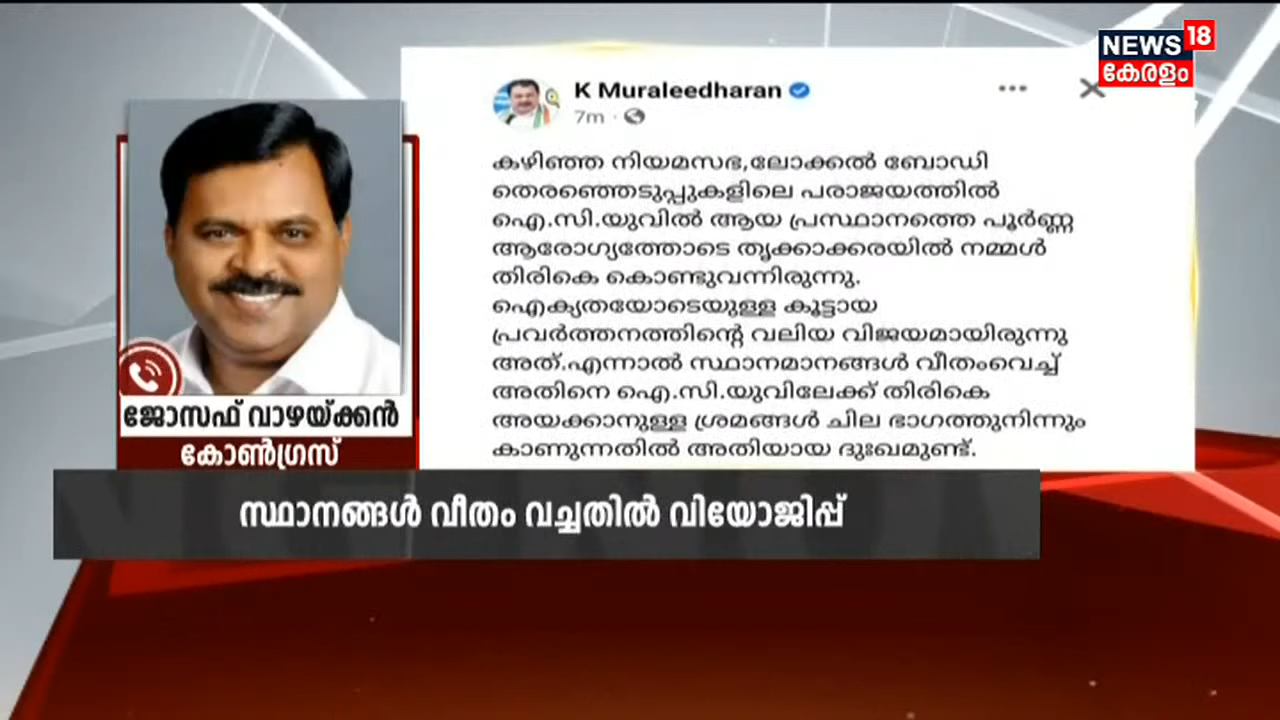 NEWS 18
കേരളം
K Muraleedharan
7m
കഴിഞ്ഞ നിയമസഭ,ലോക്കൽ ബോഡി
തെരഞ്ഞെടുപ്പുകളിലെ പരാജയത്തിൽ
ഐ.സി.യുവിൽ ആയ പ്രസ്ഥാനത്തെ പൂർണ്ണ
ആരോഗ്യത്തോടെ തൃക്കാക്കരയിൽ നമ്മൾ
തിരികെ കൊണ്ടുവന്നിരുന്നു.
ഐക്യതയോടെയുള്ള കൂട്ടായ
പ്രവർത്തനത്തിന്റെ വലിയ വിജയമായിരുന്നു
അത്.എന്നാൽ സ്ഥാനമാനങ്ങൾ വീതംവെച്ച്
അതിനെ ഐ.സി.യുവിലേക്ക് തിരികെ
അയക്കാനുള്ള ശ്രമങ്ങൾ ചില ഭാഗത്തുനിന്നും
കാണുന്നതിൽ അതിയായ ദുഃഖമുണ്ട്.
ജോസഫ് വാഴയ്ക്കൻ
കോൺഗ്രസ്
സ്ഥാനങ്ങൾ വീതം വച്ചതിൽ വിയോജിപ്പ്